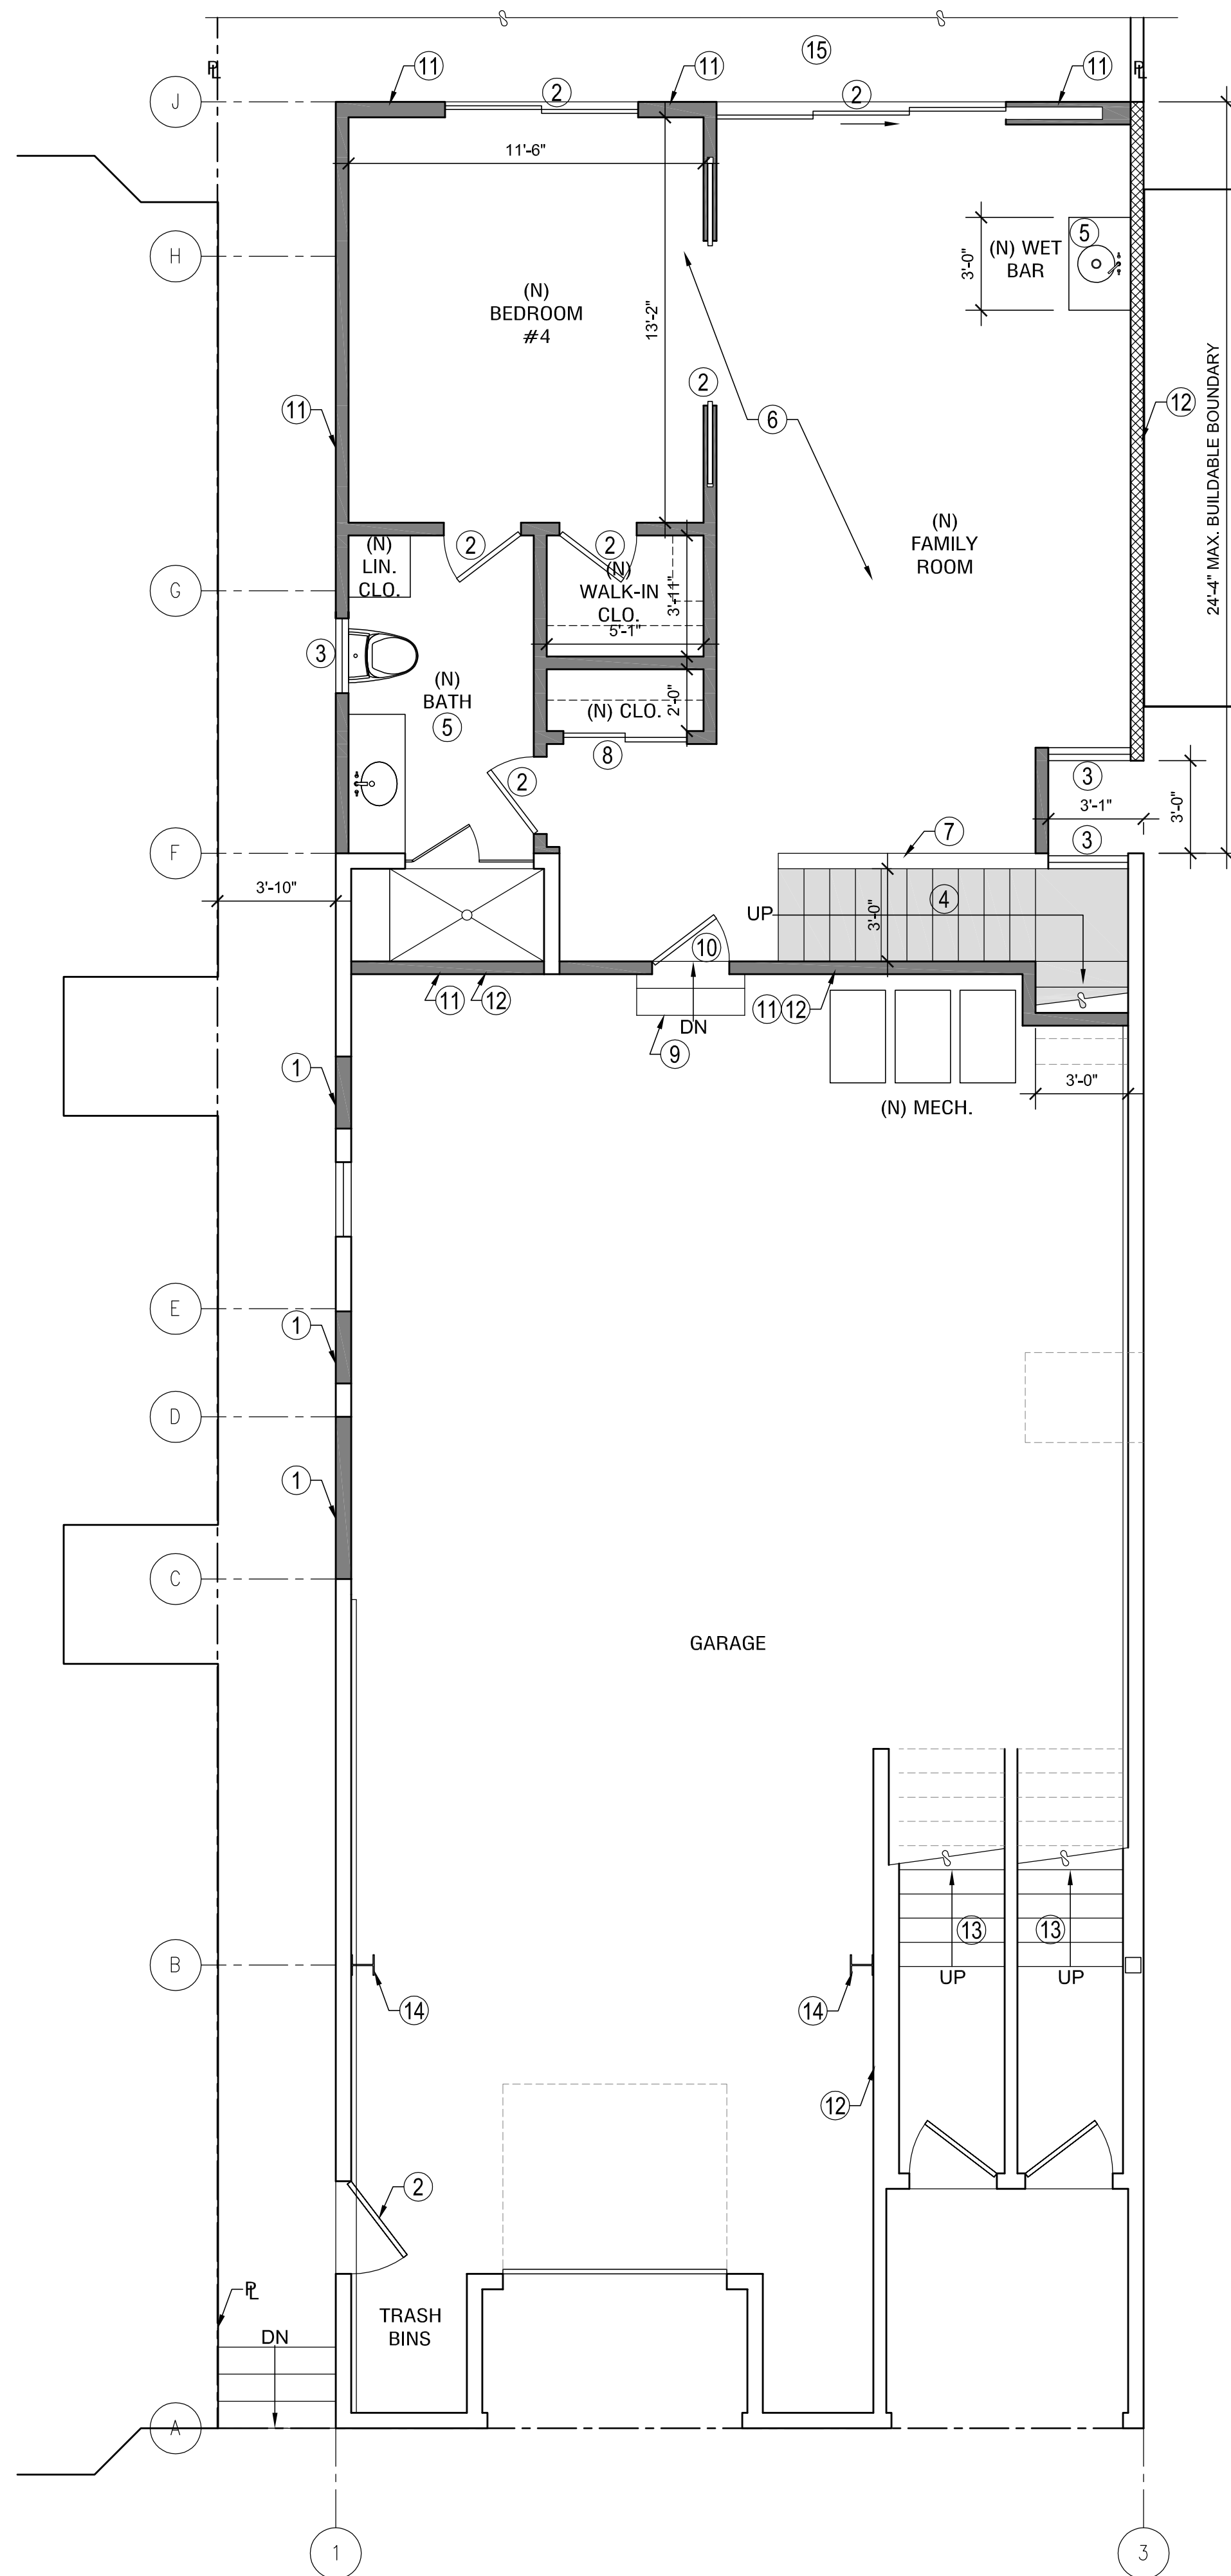 15
PL
PL
11
11
11
2
2
J
11'-6"
H
5
(N) WET
BAR
3'-0"
(N)
BEDROOM
#4
13'-2"
24'-4" MAX. BUILDABLE BOUNDARY
2
11
6
12
(N)
FAMILY
ROOM
2
2
(N)
LIN.
CLO.
(N)
WALK-IN
CLO.
3'-11"
5'-1"
G
3
(N)
BATH
5
(N) CLO.
2'-0"
8
2
3
3'-1"
3'-0"
7
3
F
3'-10"
4
UP
3'-0"
10
11
12
11
12
DN
9
1
3'-0"
(N) MECH.
E
1
D
1
C
GARAGE
13
13
B
UP
UP
14
14
12
2
PL
TRASH
BINS
DN
A
1
3